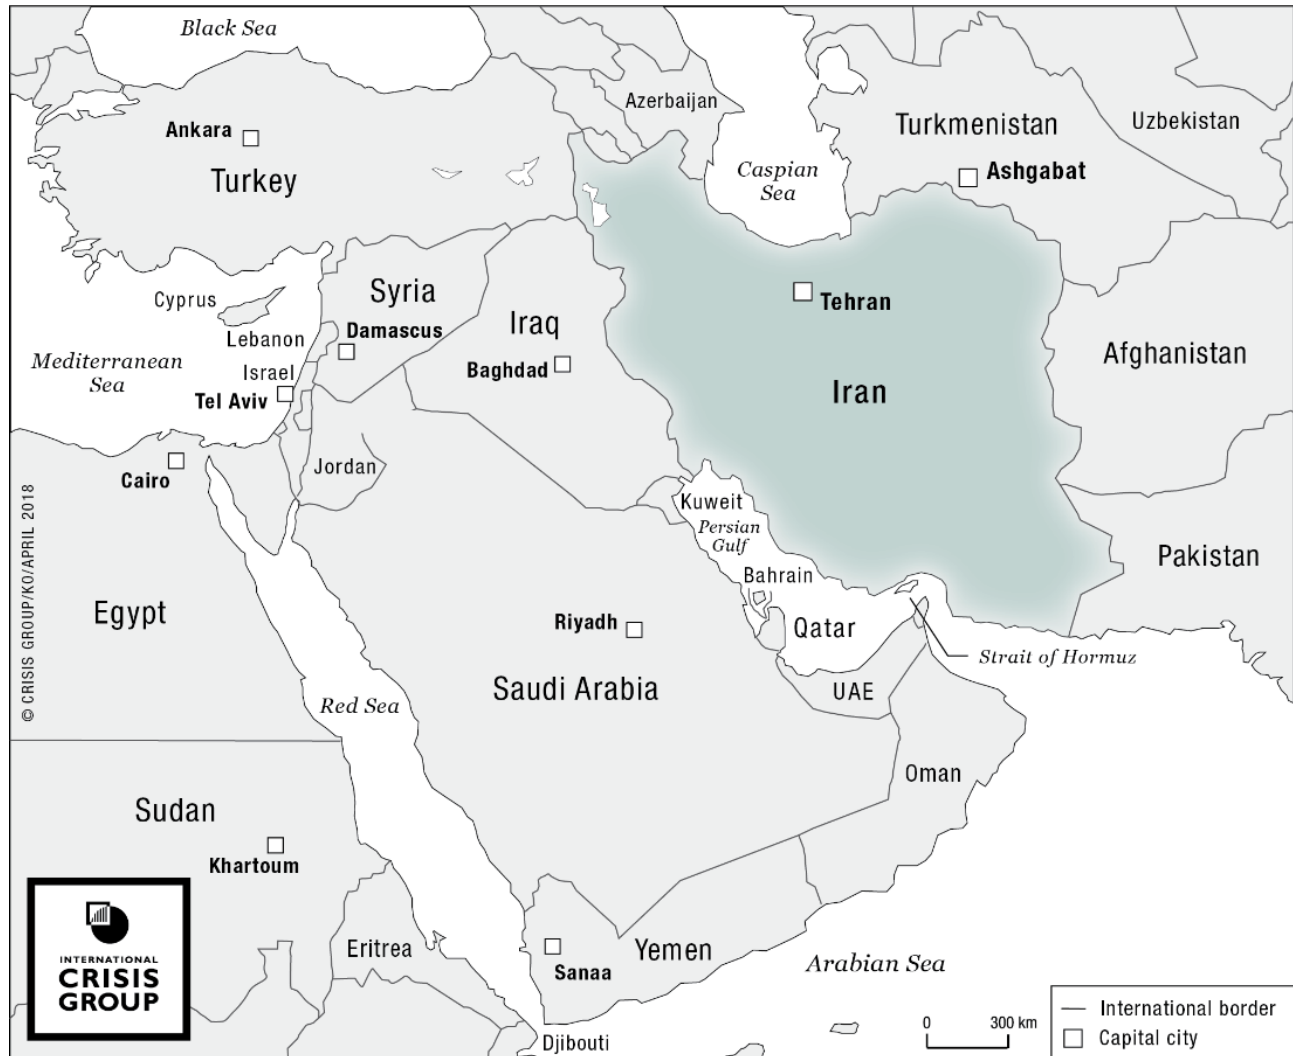 Black Sea
Azerbaijan
Uzbekistan
Turkmenistan
Ankara
Caspian
Sea
Ashgabat
Turkey
Cyprus
Syria
Tehran
Lebanon
Damascus
Iraq
Mediterranean
Sea
Israel
Baghdad
Afghanistan
Tel Aviv
Iran
Cairo
Jordan
Kuweit
Persian
Gulf
Pakistan
Bahrain
Egypt
Riyadh
Qatar
Strait of Hormuz
© CRISIS GROUP/KO/APRIL 2018
Saudi Arabia
UAE
Red Sea
Oman
Sudan
Khartoum
INTERNATIONAL
CRISIS
GROUP
Eritrea
Yemen
Sanaa
Arabian Sea
Djibouti
0 300 km
International border
Capital city